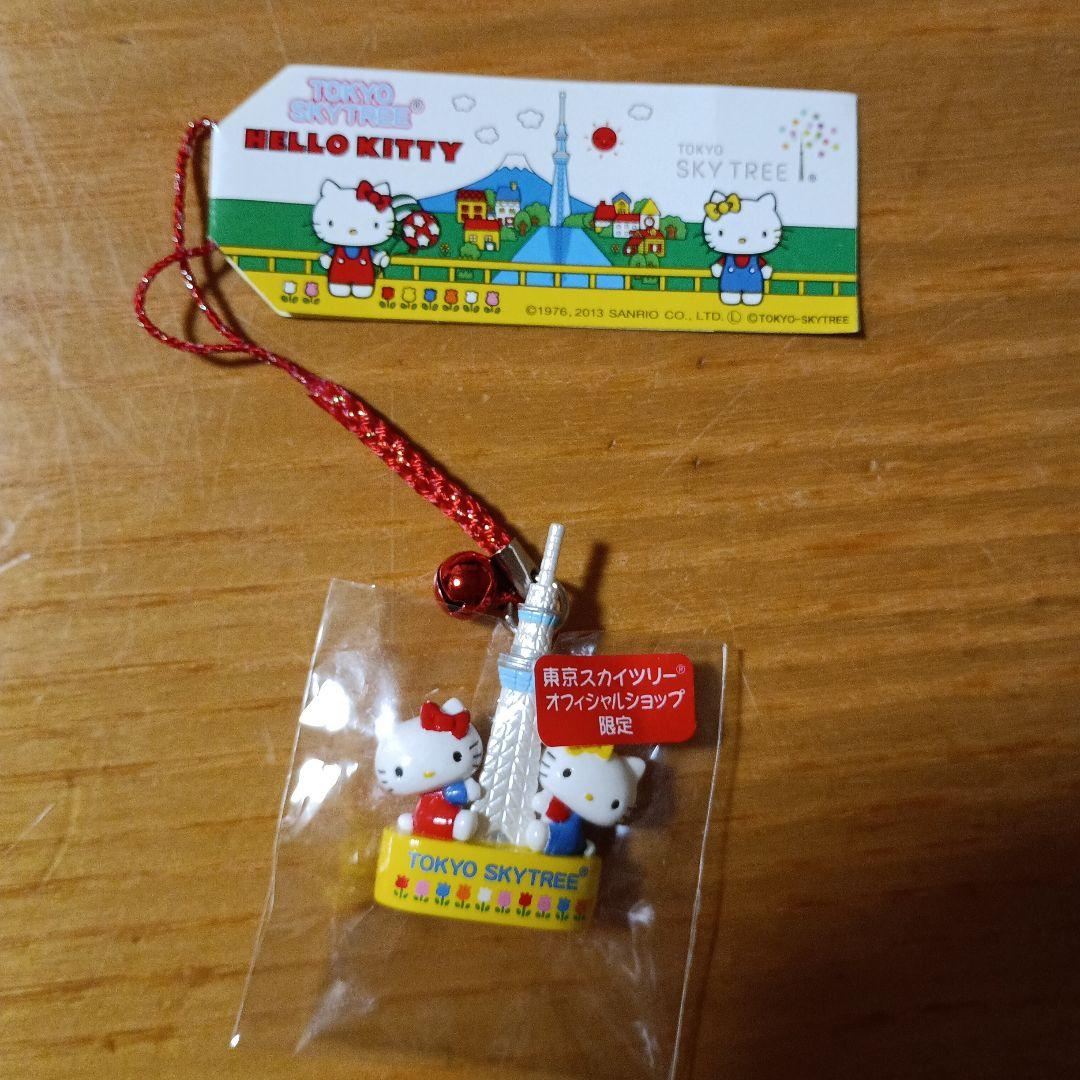 TOKYO
SKYTREE®
HELLO KITTY
TOKYO
SKY TREE®
©1976, 2013 SANRIO CO., LTD. Ⓛ ©TOKYO-SKYTREE
東京スカイツリー®
オフィシャルショップ
限定
TOKYO SKYTREE®